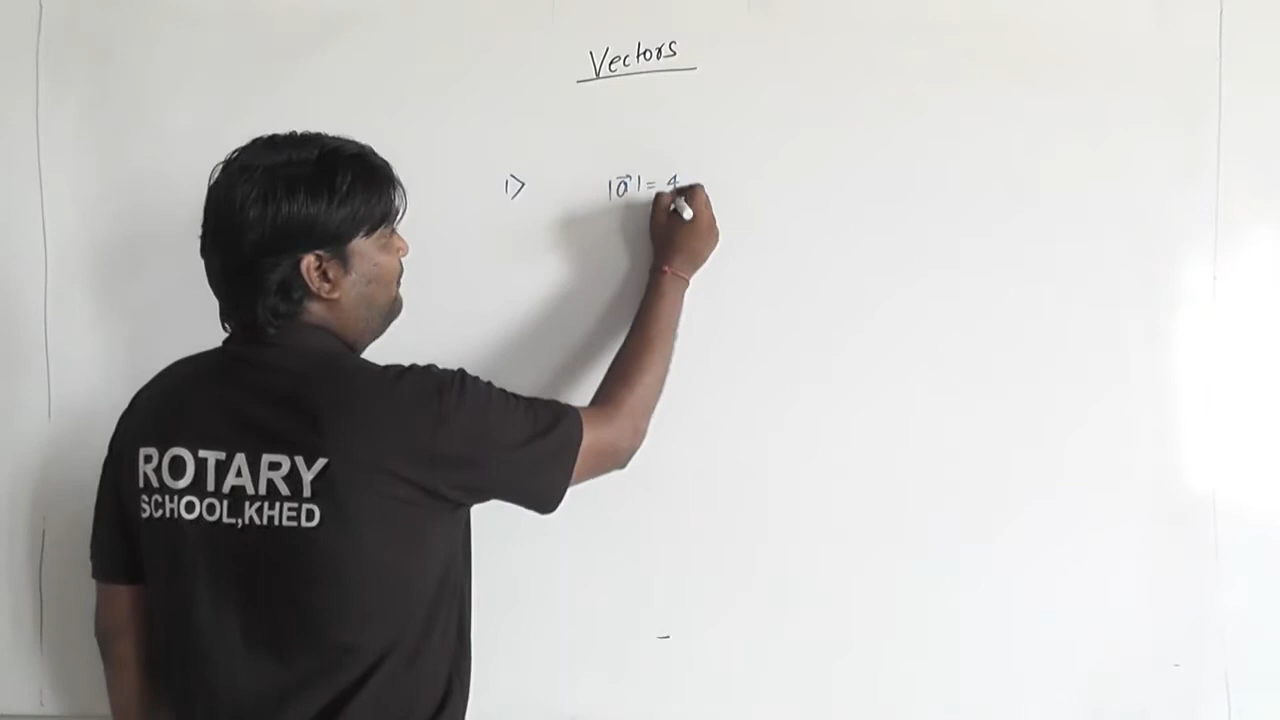 Vectors
1> |a⃗| = 4
ROTARY
SCHOOL,KHED